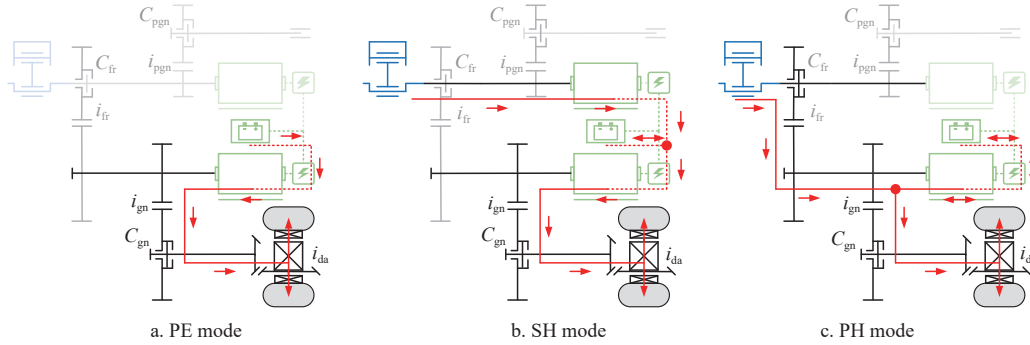 C_pgn C_pgn C_pgn
C_fr i_pgn C_fr i_pgn C_fr i_pgn
i_fr i_fr i_fr
i_gn i_gn i_gn
C_gn i_da C_gn i_da C_gn
a. PE mode b. SH mode c. PH mode